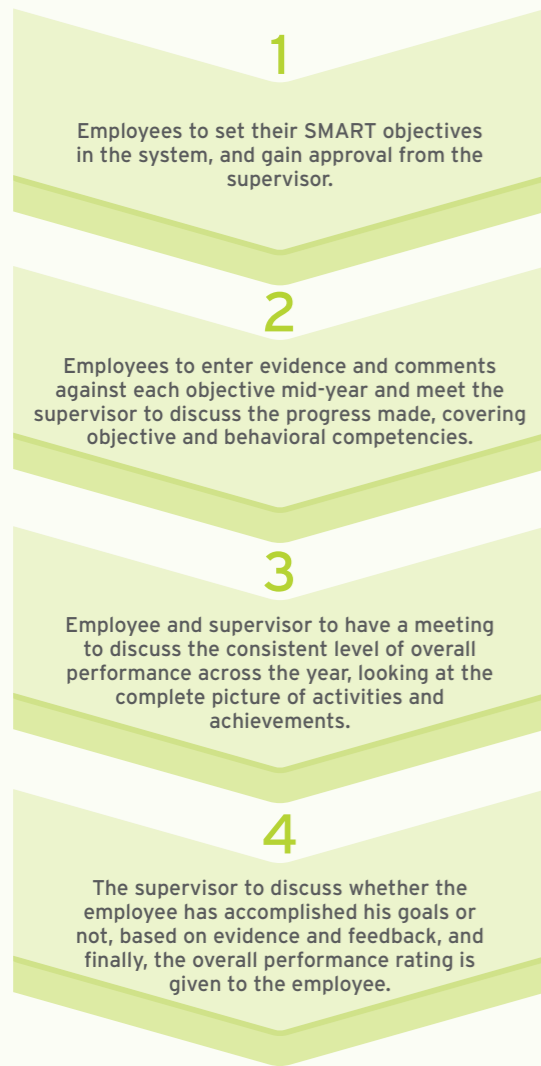 1
Employees to set their SMART objectives
in the system, and gain approval from the
supervisor.
2
Employees to enter evidence and comments
against each objective mid-year and meet the
supervisor to discuss the progress made, covering
objective and behavioral competencies.
3
Employee and supervisor to have a meeting
to discuss the consistent level of overall
performance across the year, looking at the
complete picture of activities and
achievements.
4
The supervisor to discuss whether the
employee has accomplished his goals or
not, based on evidence and feedback, and
finally, the overall performance rating is
given to the employee.